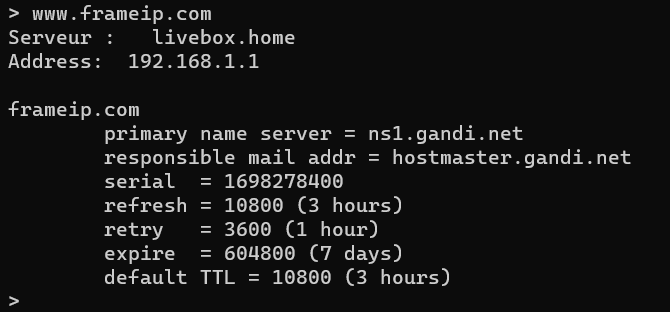 > www.frameip.com
Serveur :   livebox.home
Address:  192.168.1.1

frameip.com
        primary name server = ns1.gandi.net
        responsible mail addr = hostmaster.gandi.net
        serial  = 1698278400
        refresh = 10800 (3 hours)
        retry   = 3600 (1 hour)
        expire  = 604800 (7 days)
        default TTL = 10800 (3 hours)
>